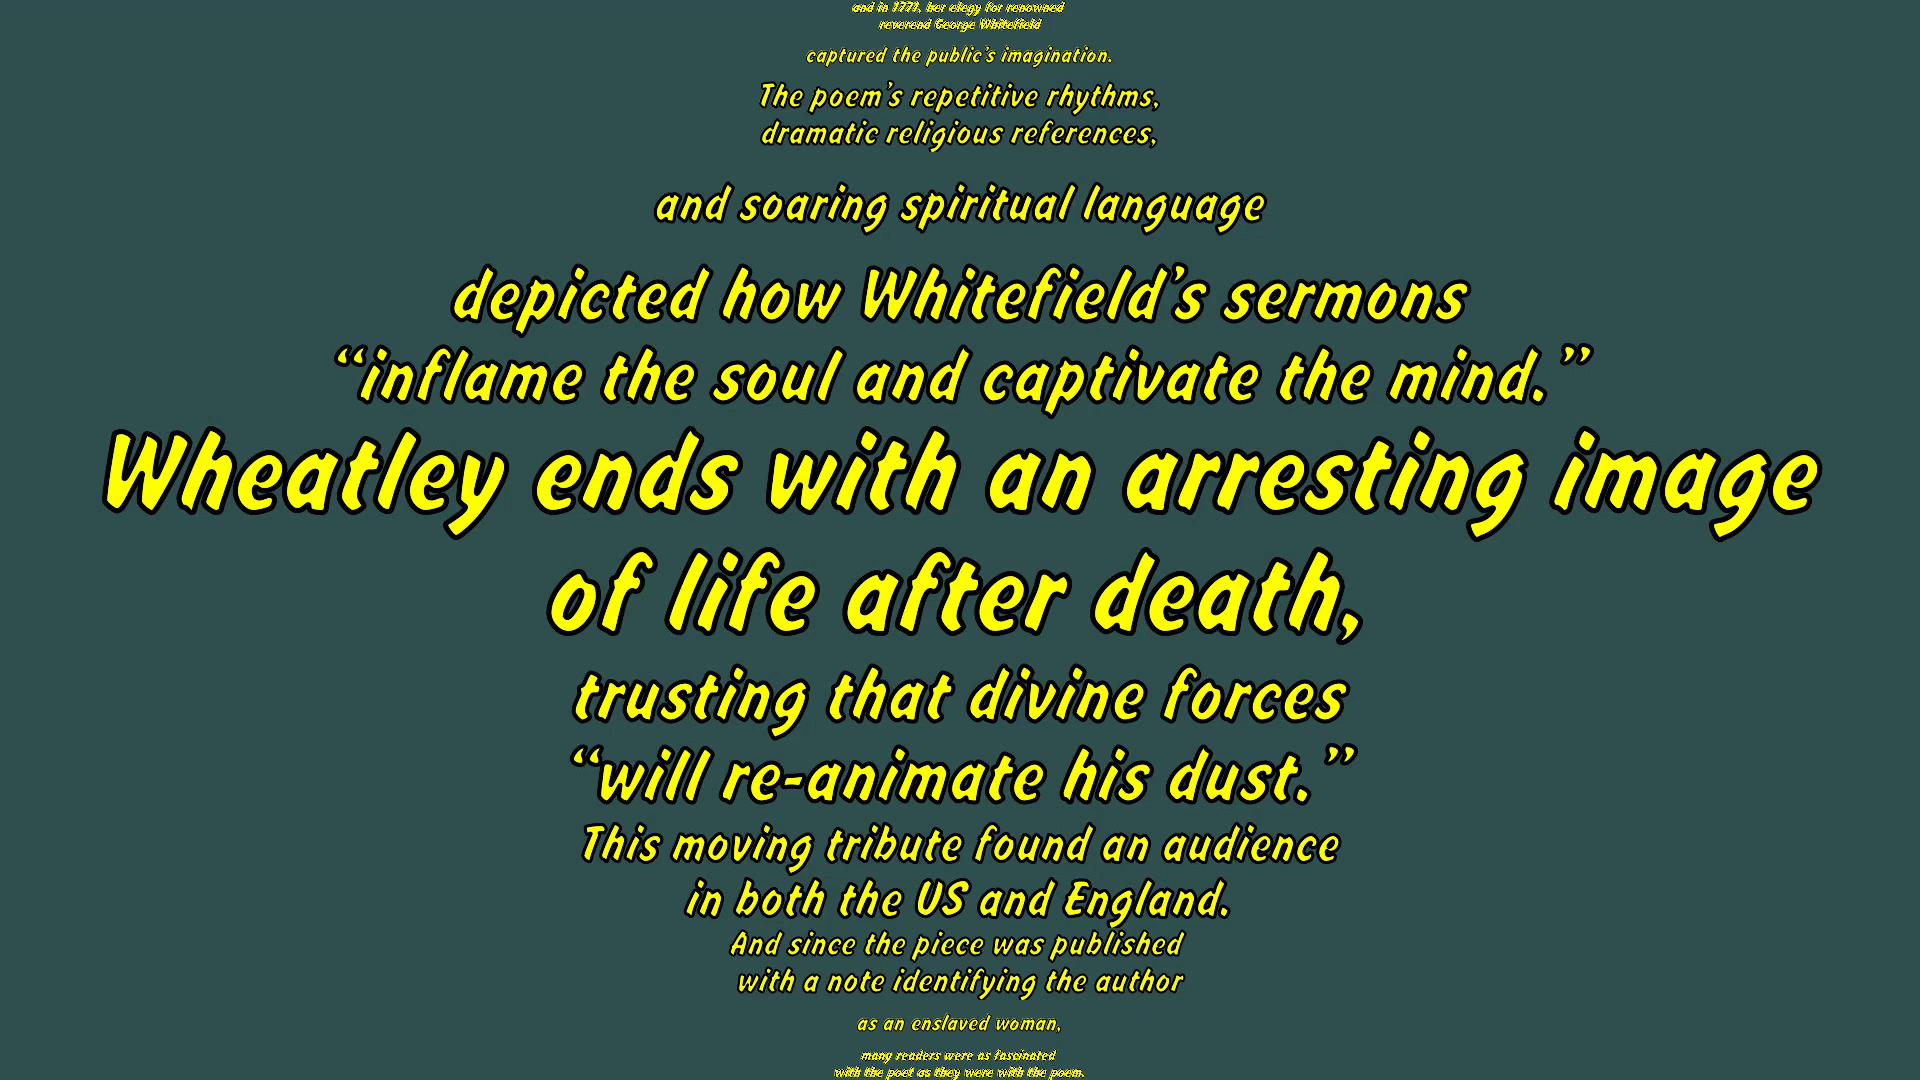 and in 1771, her elegy for renowned
reverend George Whitefield
captured the public’s imagination.
The poem’s repetitive rhythms,
dramatic religious references,
and soaring spiritual language
depicted how Whitefield’s sermons
“inflame the soul and captivate the mind.”
Wheatley ends with an arresting image
of life after death,
trusting that divine forces
“will re-animate his dust.”
This moving tribute found an audience
in both the US and England.
And since the piece was published
with a note identifying the author
as an enslaved woman,
many readers were as fascinated
with the poet as they were with the poem.